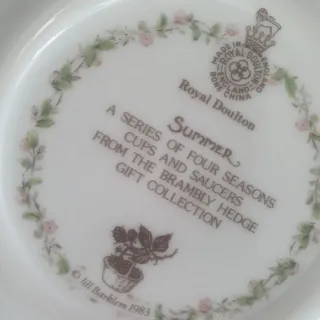 MADE IN
ROYAL DOULTON
ENGLAND
BONE CHINA
Royal Doulton
Summer
A SERIES OF FOUR SEASONS
CUPS AND SAUCERS
FROM THE BRAMBLY HEDGE
GIFT COLLECTION
© Jill Barklem 1983